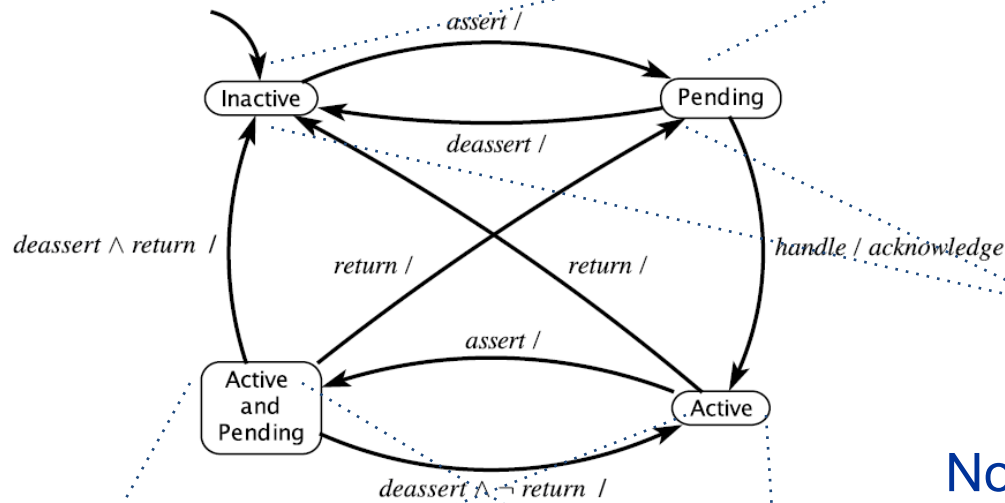 assert /
Inactive
Pending
deassert /
deassert ∧ return /
handle / acknowledge
return /
return /
assert /
Active
and
Pending
Active
deassert ∧ ¬ return /